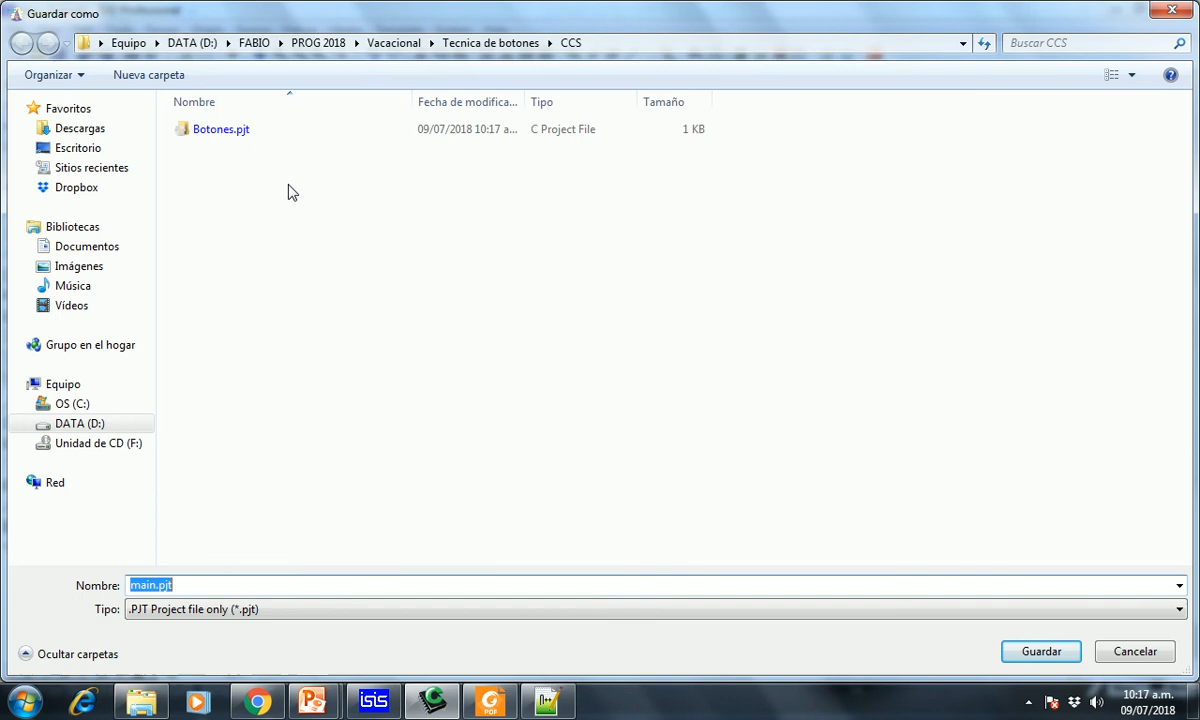 Guardar como
Equipo DATA (D:) FABIO PROG 2018 Vacacional Tecnica de botones CCS
Buscar CCS
Organizar Nueva carpeta
Nombre Fecha de modifica... Tipo Tamaño
Botones.pjt 09/07/2018 10:17 a... C Project File 1 KB
Favoritos
Descargas
Escritorio
Sitios recientes
Dropbox
Bibliotecas
Documentos
Imágenes
Música
Vídeos
Grupo en el hogar
Equipo
OS (C:)
DATA (D:)
Unidad de CD (F:)
Red
Nombre: main.pjt
Tipo: .PJT Project file only (*.pjt)
Ocultar carpetas
Guardar Cancelar
isis
PDF
N++
10:17 a.m.
09/07/2018